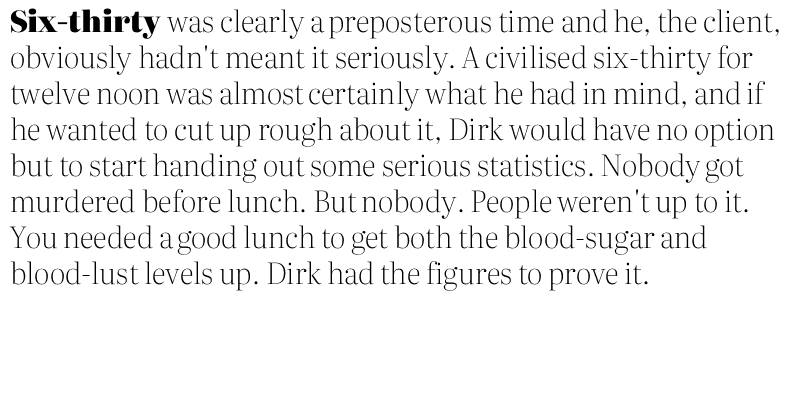 Six-thirty was clearly a preposterous time and he, the client,
obviously hadn't meant it seriously. A civilised six-thirty for
twelve noon was almost certainly what he had in mind, and if
he wanted to cut up rough about it, Dirk would have no option
but to start handing out some serious statistics. Nobody got
murdered before lunch. But nobody. People weren't up to it.
You needed a good lunch to get both the blood-sugar and
blood-lust levels up. Dirk had the figures to prove it.